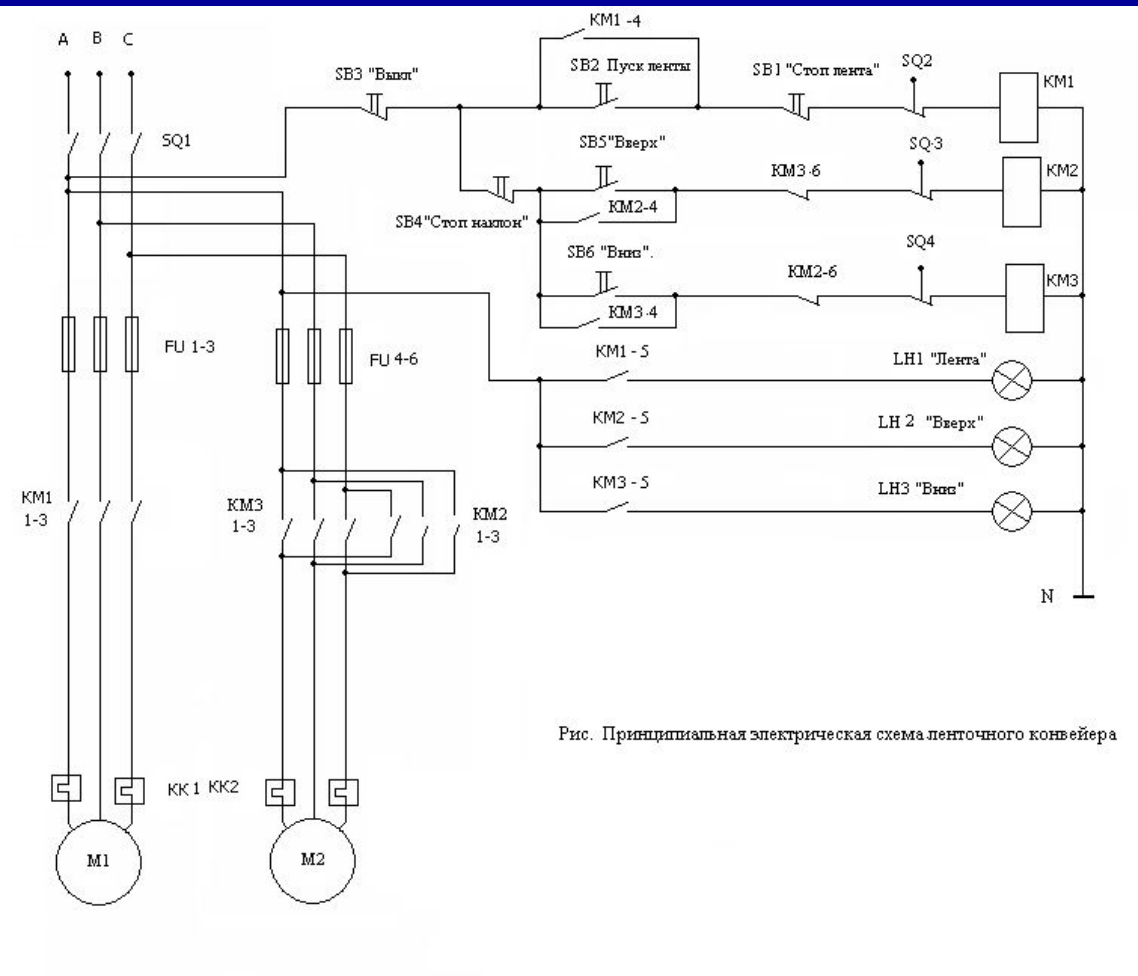 A B C
KM1 -4
SB3 "Выкл"
SB2 Пуск ленты
SB1 "Стоп лента"
SQ2
KM1
SQ1
SB5"Вверх"
KM3-6
SQ-3
KM2
SB4"Стоп наклон"
KM2-4
SB6 "Вниз".
KM2-6
SQ4
KM3
KM3-4
FU 1-3
FU 4-6
KM1 - 5
LH1 "Лента"
KM2 - 5
LH 2 "Вверх"
KM3 - 5
LH3 "Вниз"
KM1
1-3
KM3
1-3
KM2
1-3
N
Рис. Принципиальная электрическая схема ленточного конвейера
KK 1 KK2
M1
M2